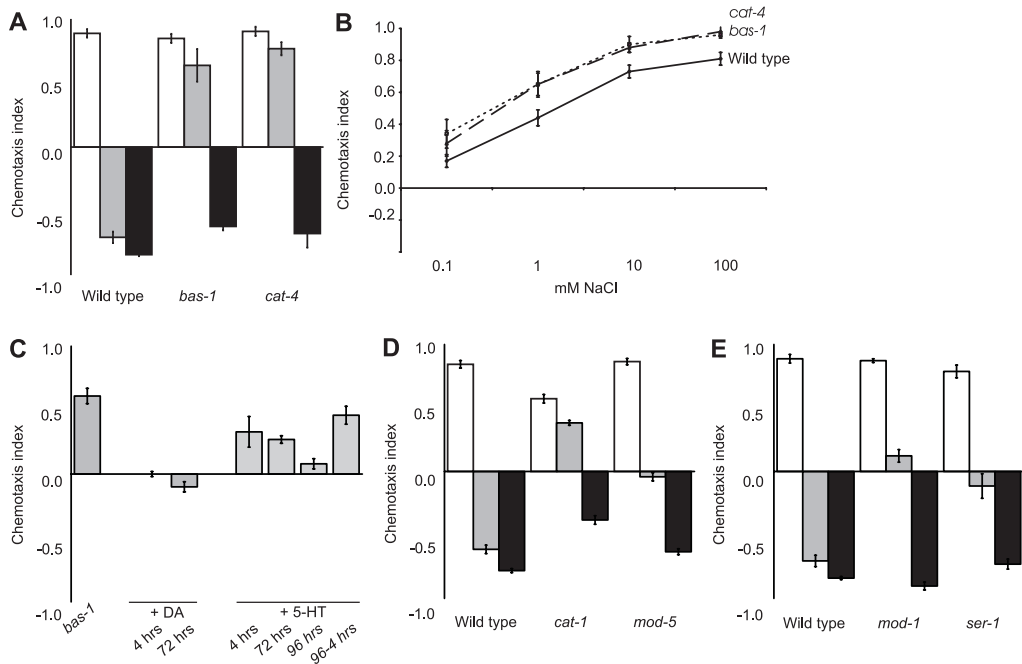 A
1.0
0.5
0.0
-0.5
-1.0
Chemotaxis index
Wild type
bas-1
cat-4
B
1.0
0.8
0.6
0.4
0.2
0.0
-0.2
Chemotaxis index
cat-4
bas-1
Wild type
0.1
1
10
100
mM NaCl
C
1.0
0.5
0.0
-0.5
-1.0
Chemotaxis index
bas-1
+ DA
4 hrs
72 hrs
+ 5-HT
4 hrs
72 hrs
96 hrs
96-4 hrs
D
1.0
0.5
0.0
-0.5
-1.0
Chemotaxis index
Wild type
cat-1
mod-5
E
1.0
0.5
0.0
-0.5
-1.0
Chemotaxis index
Wild type
mod-1
ser-1